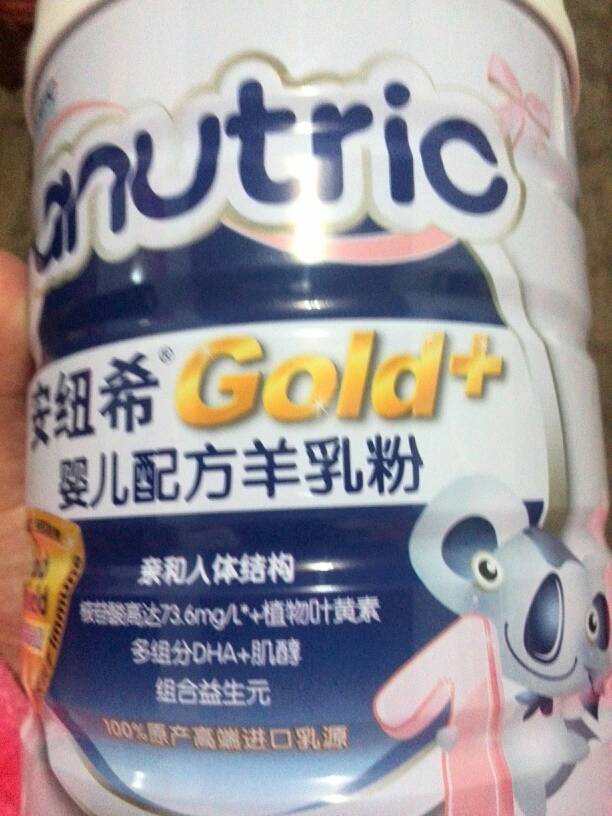 anutric
安纽希® Gold+
婴儿配方羊乳粉
亲和人体结构
核苷酸高达73.6mg/L*+植物叶黄素
多组分DHA+肌醇
组合益生元
100%原产高端进口乳源
1
Immune